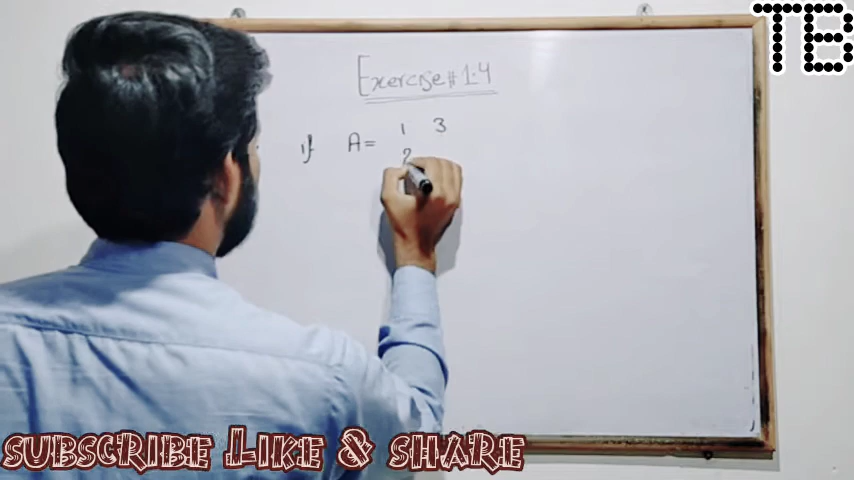 TB
Exercise # 1.4
if A= 1 3
2
SUBSCRIBE LIKE & SHARE